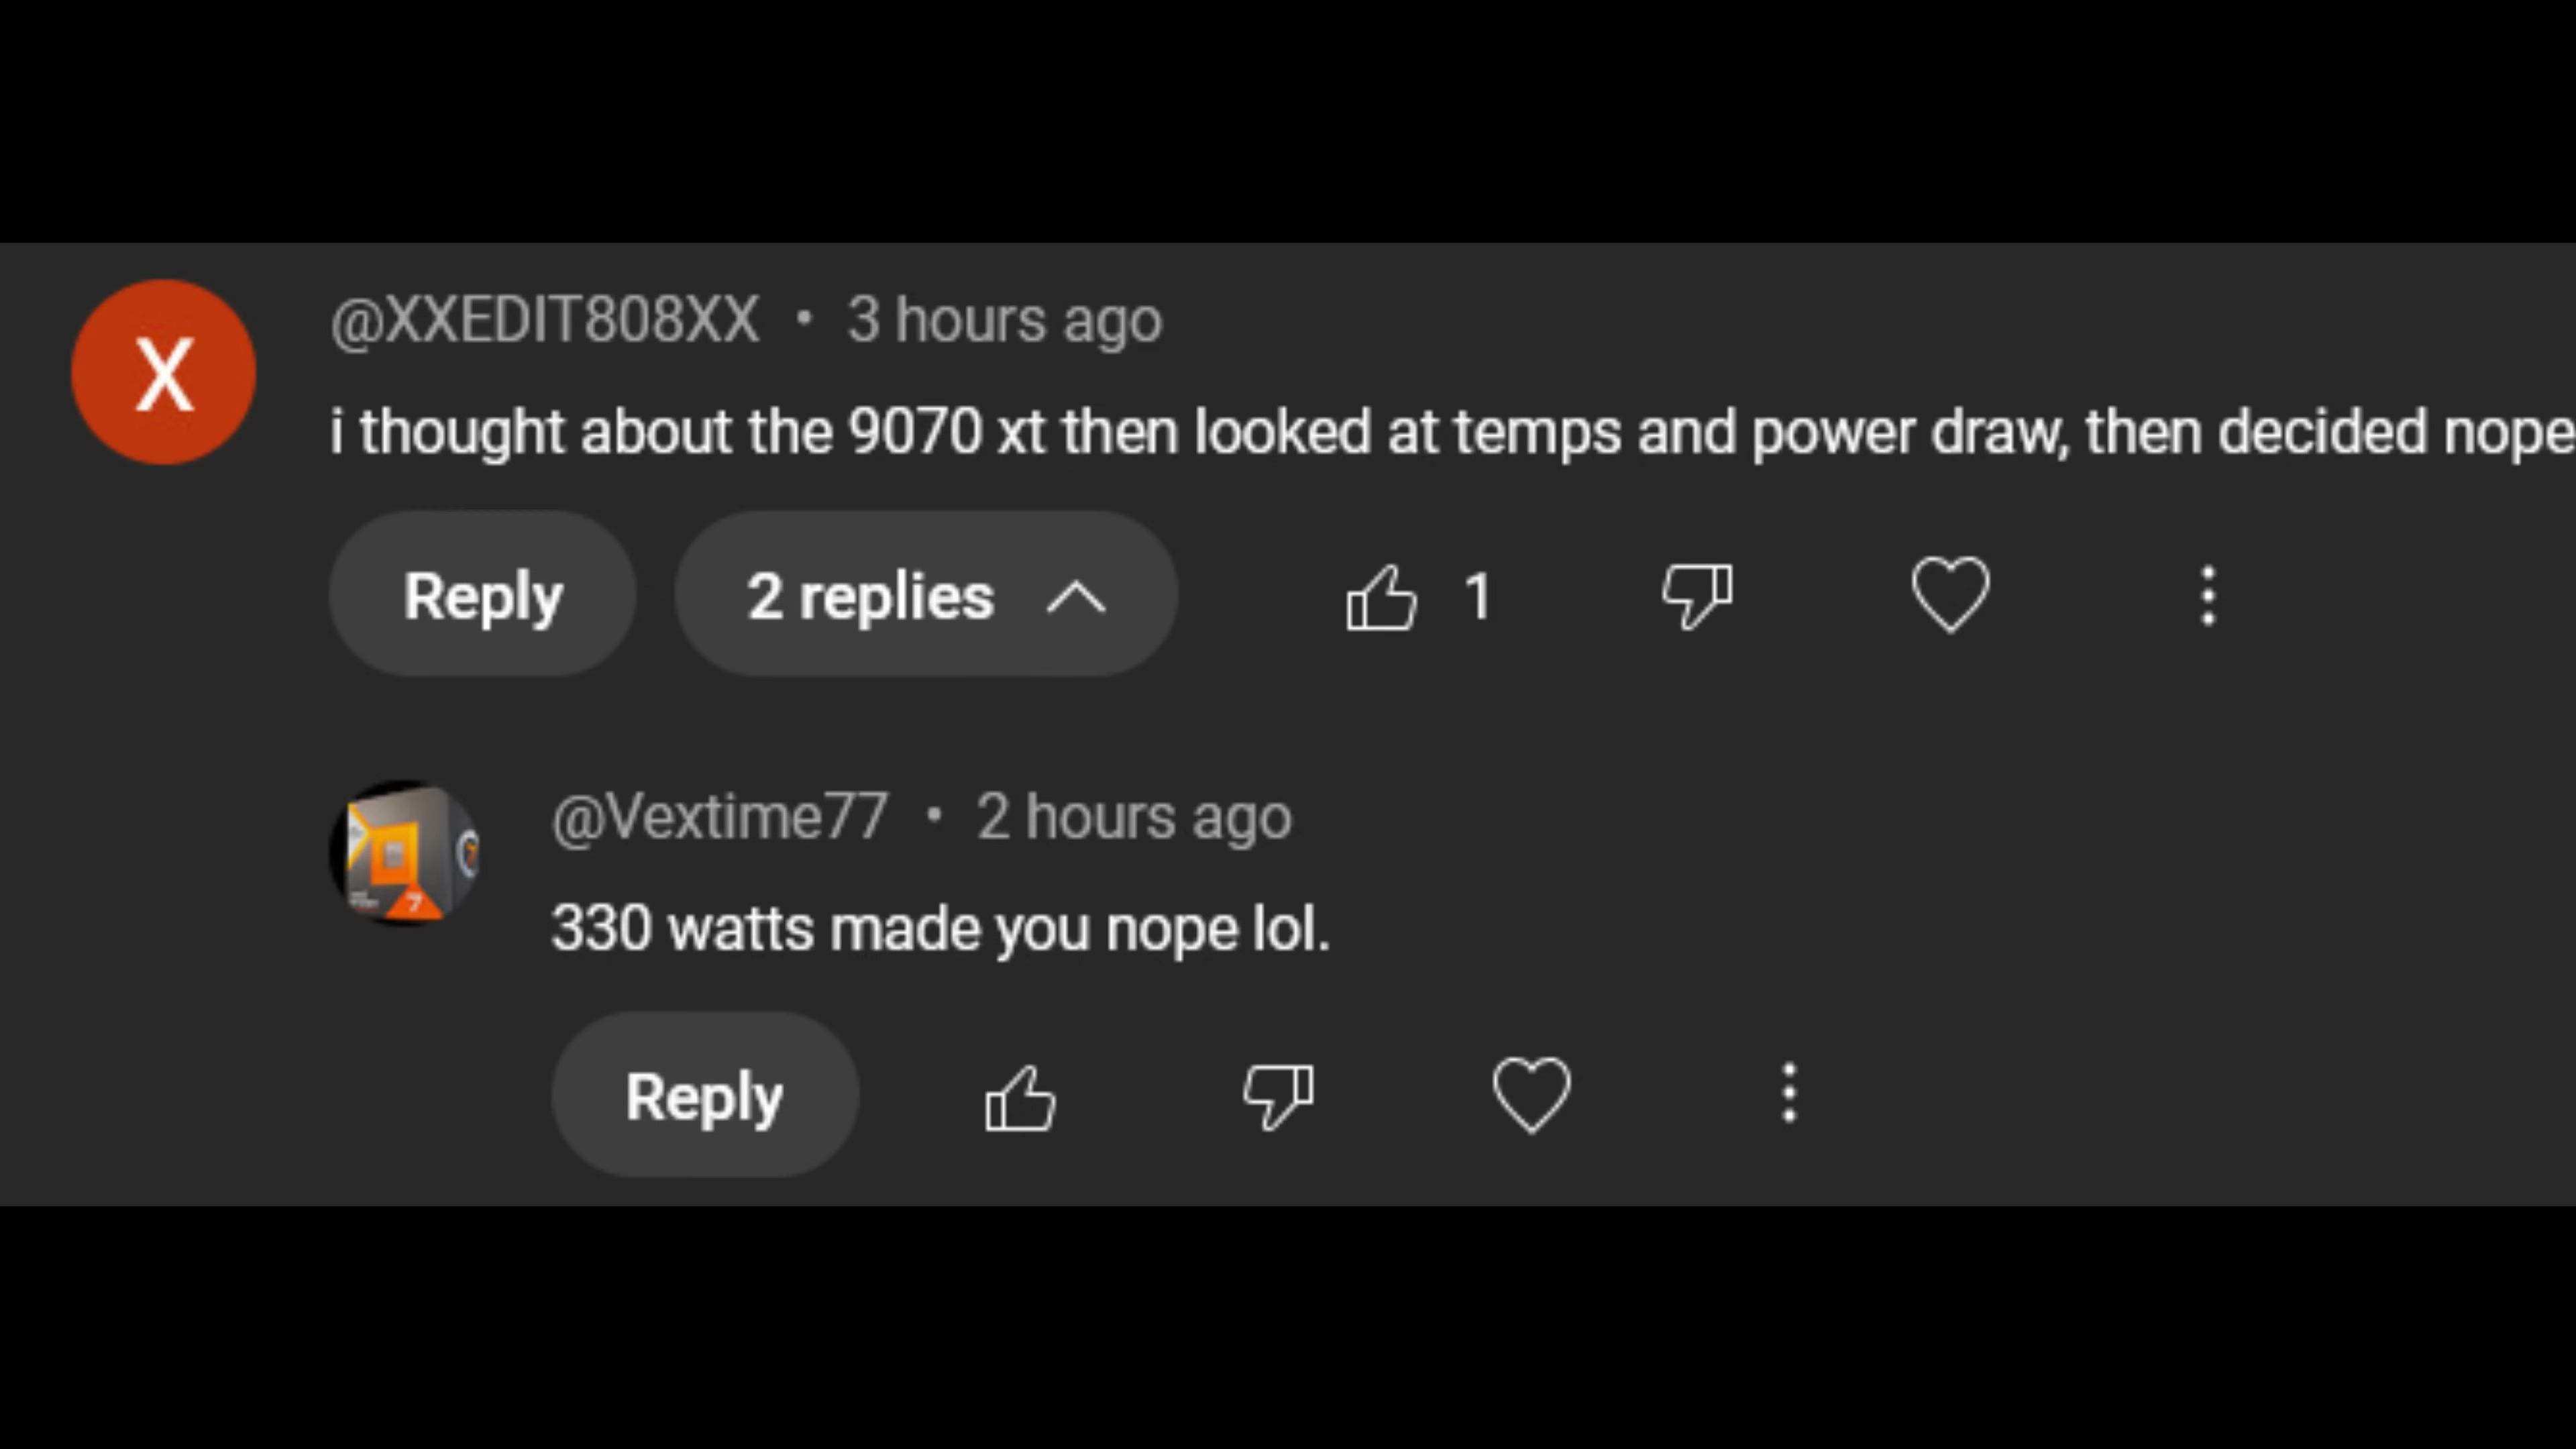 X
@XXEDIT808XX • 3 hours ago
i thought about the 9070 xt then looked at temps and power draw, then decided nope
Reply
2 replies
1
@Vextime77 • 2 hours ago
7
330 watts made you nope lol.
Reply